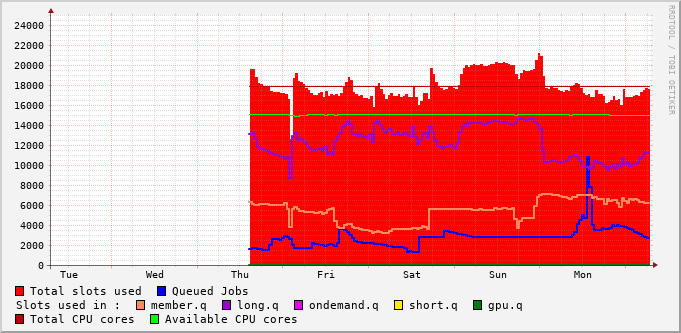 24000
22000
20000
18000
16000
14000
12000
10000
8000
6000
4000
2000
0
Tue Wed Thu Fri Sat Sun Mon
Total slots used Queued Jobs
Slots used in : member.q long.q ondemand.q short.q gpu.q
Total CPU cores Available CPU cores
RRDTOOL / TOBI OETIKER